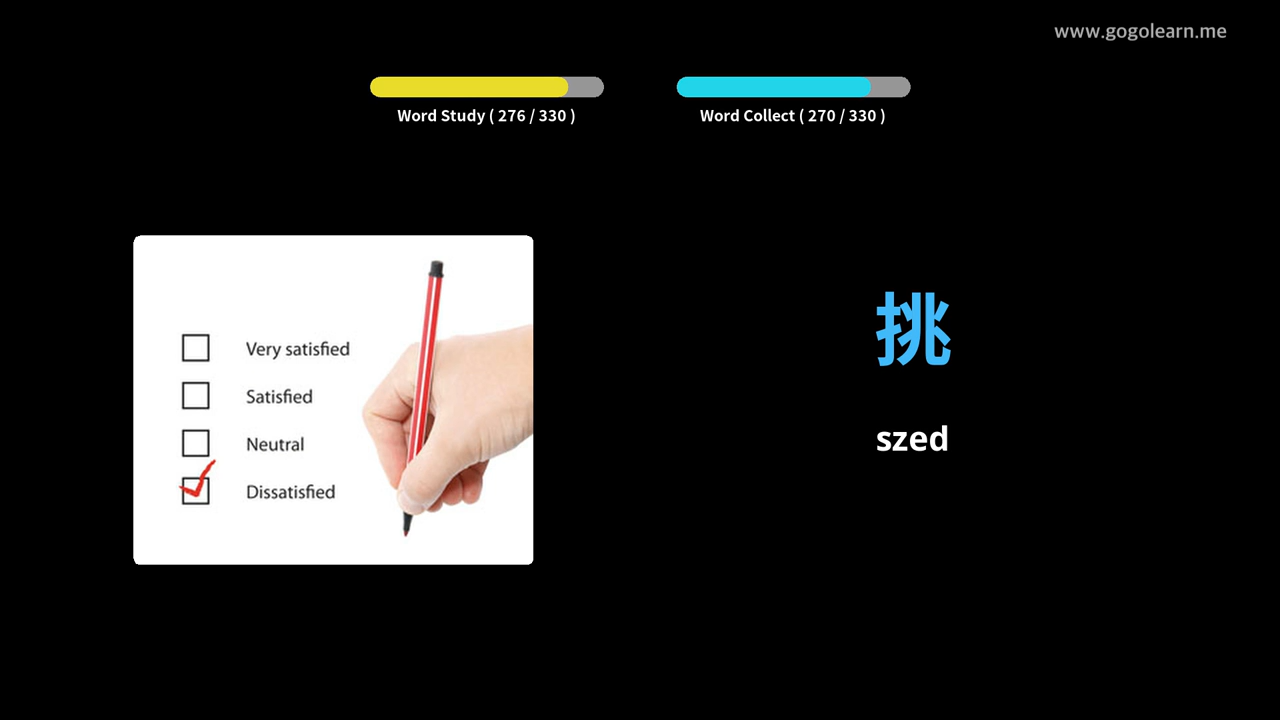 www.gogolearn.me
Word Study ( 276 / 330 )
Word Collect ( 270 / 330 )
Very satisfied
Satisfied
Neutral
Dissatisfied
挑
szed